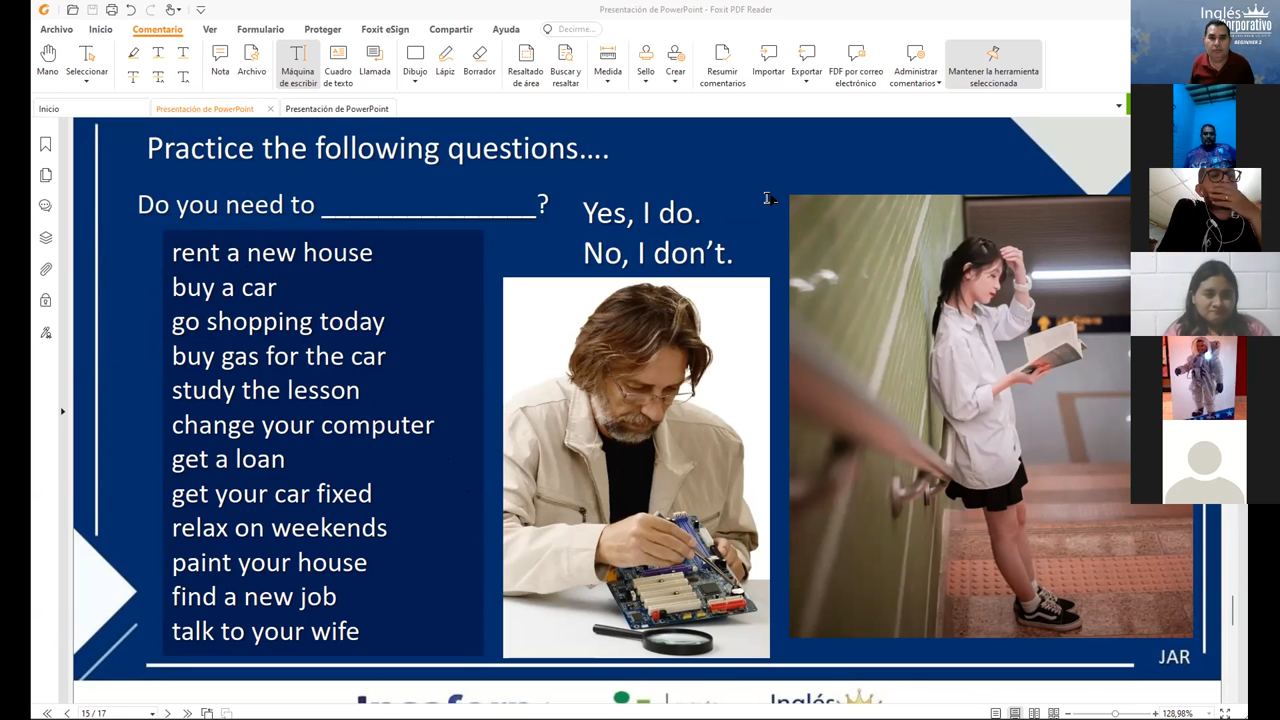 Presentación de PowerPoint - Foxit PDF Reader
Archivo Inicio Comentario Ver Formulario Proteger Foxit eSign Compartir Ayuda Decirme...
Mano
Seleccionar
Nota
Archivo
Máquina
de escribir
Cuadro
de texto
Llamada
Dibujo
Lápiz
Borrador
Resaltado
de área
Buscar y
resaltar
Medida
Sello
Crear
Resumir
comentarios
Importar
Exportar
FDF por correo
electrónico
Administrar
comentarios
Mantener la herramienta
seleccionada
Inicio
Presentación de PowerPoint
Presentación de PowerPoint
Practice the following questions....
Do you need to ________________?
Yes, I do.
No, I don't.
rent a new house
buy a car
go shopping today
buy gas for the car
study the lesson
change your computer
get a loan
get your car fixed
relax on weekends
paint your house
find a new job
talk to your wife
JAR
Inglés
BEGINNER 2
Inglés
15 / 17
128,98%